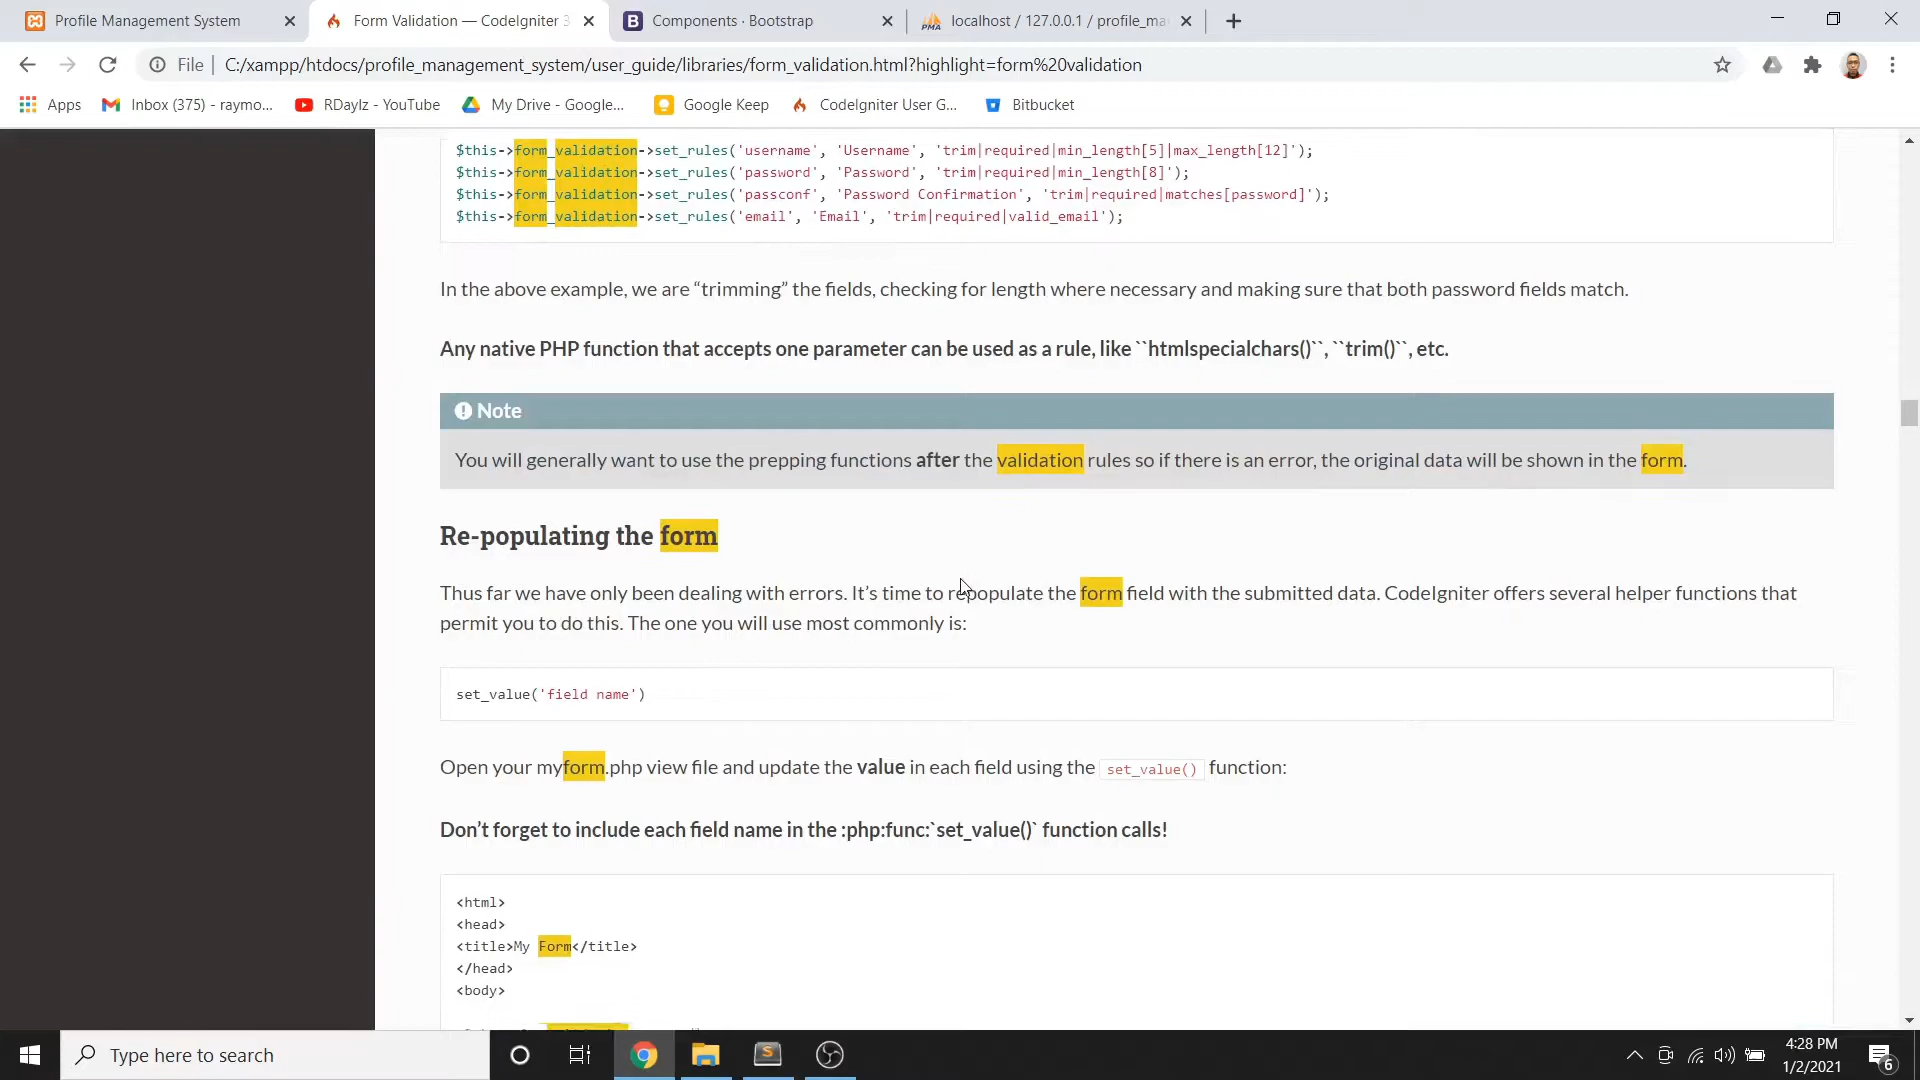 Profile Management System
Form Validation — CodeIgniter 3
Components · Bootstrap
localhost / 127.0.0.1 / profile_ma
File
C:/xampp/htdocs/profile_management_system/user_guide/libraries/form_validation.html?highlight=form%20validation
Apps
Inbox (375) - raymo...
RDaylz - YouTube
My Drive - Google...
Google Keep
CodeIgniter User G...
Bitbucket
$this->form_validation->set_rules('username', 'Username', 'trim|required|min_length[5]|max_length[12]');
$this->form_validation->set_rules('password', 'Password', 'trim|required|min_length[8]');
$this->form_validation->set_rules('passconf', 'Password Confirmation', 'trim|required|matches[password]');
$this->form_validation->set_rules('email', 'Email', 'trim|required|valid_email');
In the above example, we are “trimming” the fields, checking for length where necessary and making sure that both password fields match.
Any native PHP function that accepts one parameter can be used as a rule, like ``htmlspecialchars()``, ``trim()``, etc.
Note
You will generally want to use the prepping functions after the validation rules so if there is an error, the original data will be shown in the form.
Re-populating the form
Thus far we have only been dealing with errors. It’s time to repopulate the form field with the submitted data. CodeIgniter offers several helper functions that
permit you to do this. The one you will use most commonly is:
set_value('field name')
Open your myform.php view file and update the value in each field using the set_value() function:
Don’t forget to include each field name in the :php:func:`set_value()` function calls!
<html>
<head>
<title>My Form</title>
</head>
<body>
Type here to search
4:28 PM
1/2/2021
6